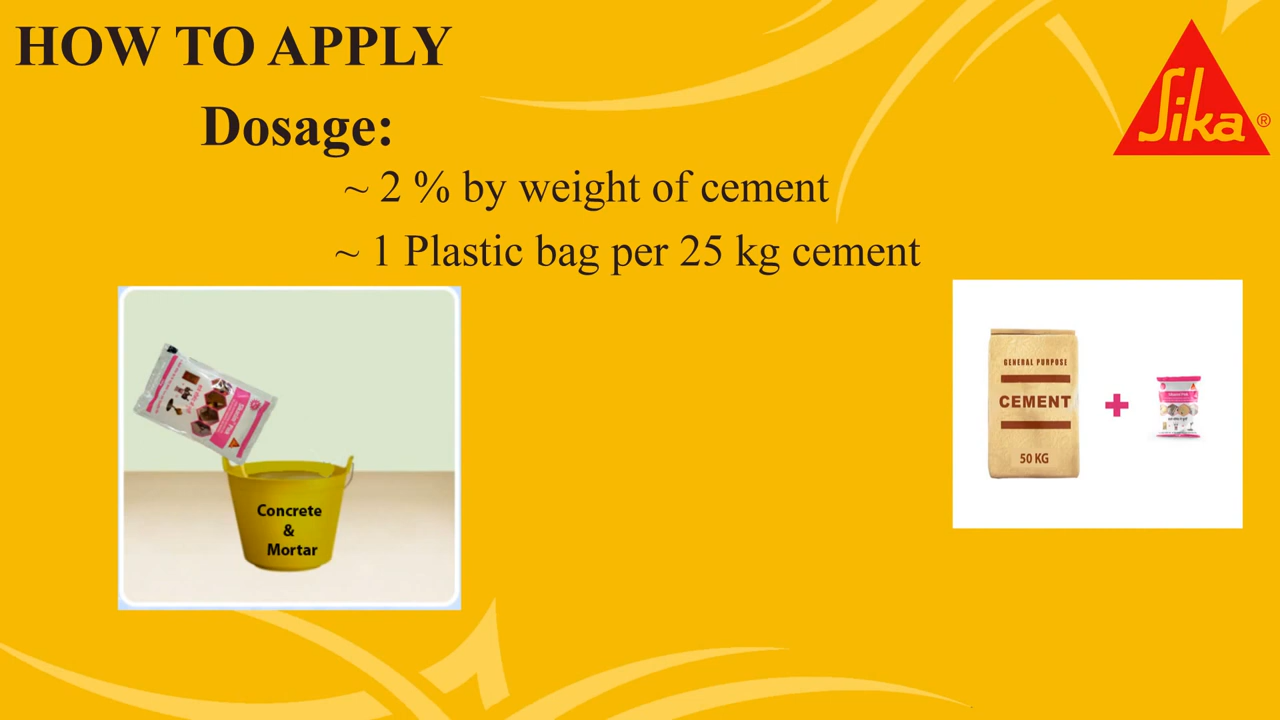 HOW TO APPLY
Dosage:
~ 2 % by weight of cement
~ 1 Plastic bag per 25 kg cement
Sika®
Concrete
&
Mortar
GENERAL PURPOSE
CEMENT
50 KG
+